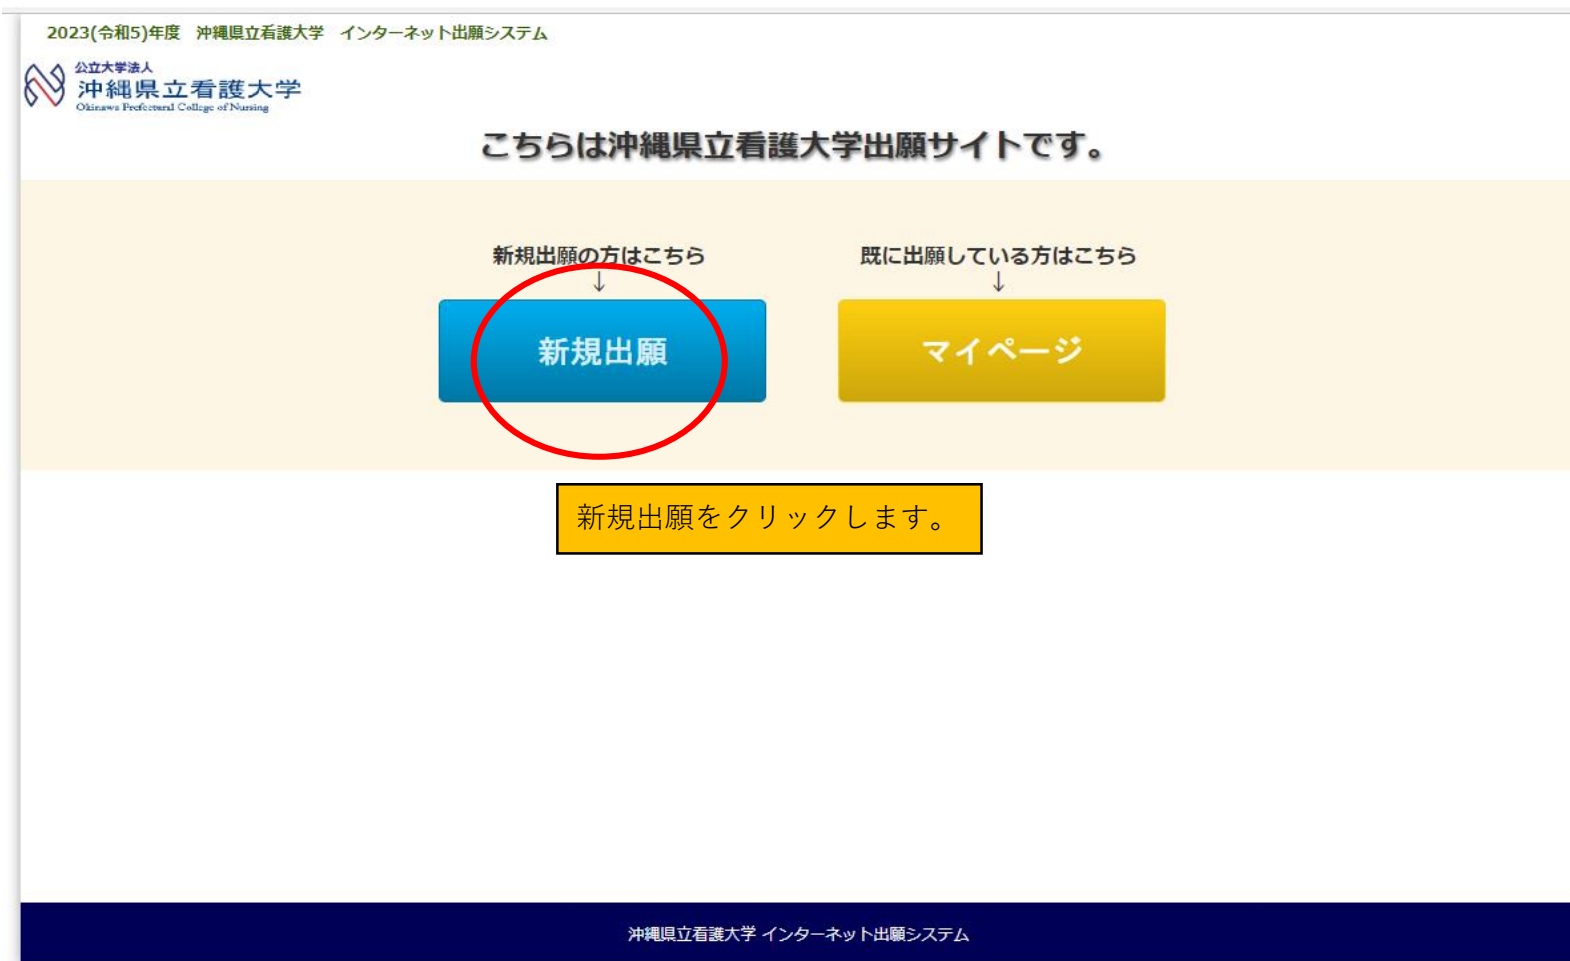 2023(令和5)年度　沖縄県立看護大学　インターネット出願システム
公立大学法人
沖縄県立看護大学
Okinawa Prefectural College of Nursing
こちらは沖縄県立看護大学出願サイトです。
新規出願の方はこちら
↓
新規出願
既に出願している方はこちら
↓
マイページ
新規出願をクリックします。
沖縄県立看護大学 インターネット出願システム